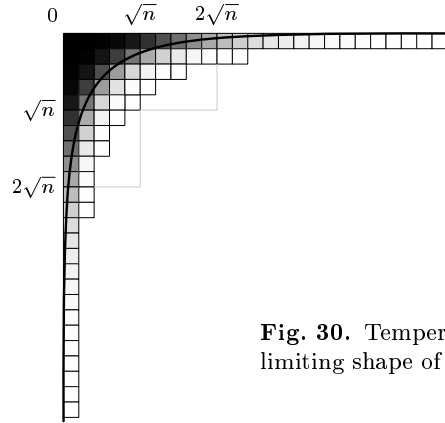 0 √n 2√n
√n
2√n
Fig. 30. Temper
limiting shape of